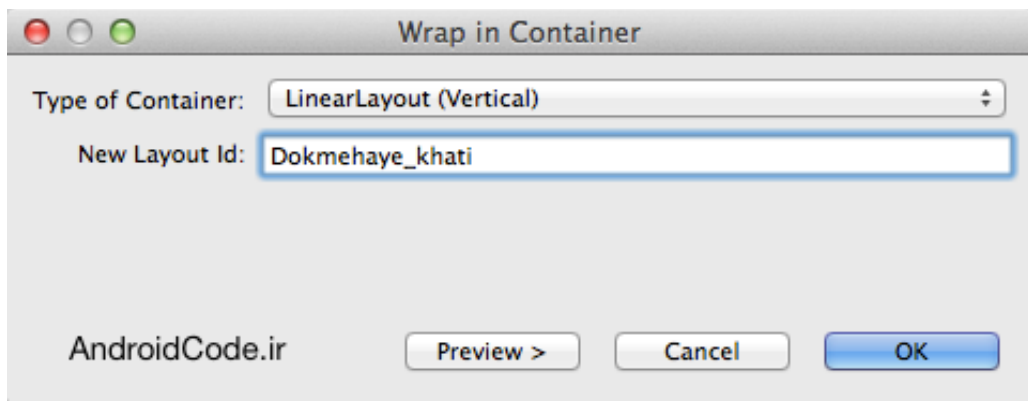 Wrap in Container
Type of Container: LinearLayout (Vertical)
New Layout Id: Dokmehaye_khati
AndroidCode.ir Preview > Cancel OK